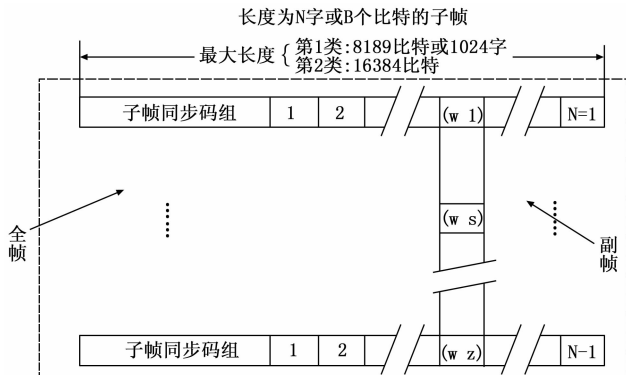 长度为N字或B个比特的子帧
最大长度{第1类:8189比特或1024字
第2类:16384比特
子帧同步码组 1 2 (w 1) N=1
(w s)
全帧
副帧
子帧同步码组 1 2 (w z) N-1